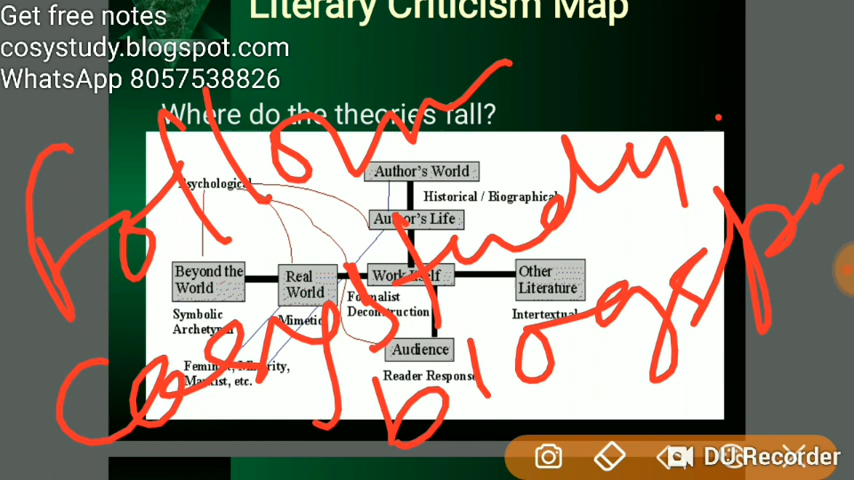 Get free notes
cosystudy.blogspot.com
WhatsApp 8057538826
Literary Criticism Map
Where do the theories fall?
Psychological
Author's World
Historical / Biographical
Author's Life
Beyond the
World
Real
World
Work Itself
Other
Literature
Symbolic
Archetypal
Mimetic
Formalist
Deconstruction
Intertextual
Audience
Feminist, Minority,
Marxist, etc.
Reader Response
Follow
study
DU Recorder